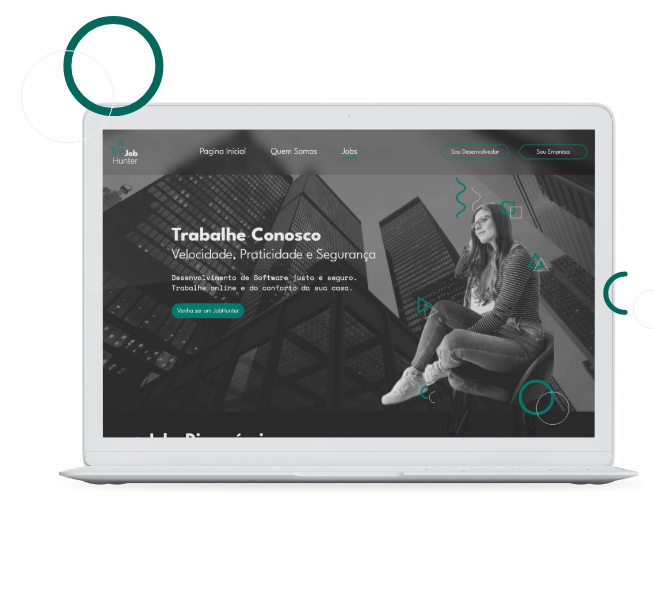 Job
Hunter
Pagina Inicial
Quem Somos
Jobs
Sou Desenvolvedor
Sou Empresa
Trabalhe Conosco
Velocidade, Praticidade e Segurança
Desenvolvimento de Software justo e seguro.
Trabalhe online e do conforto da sua casa.
Venha ser um JobHunter